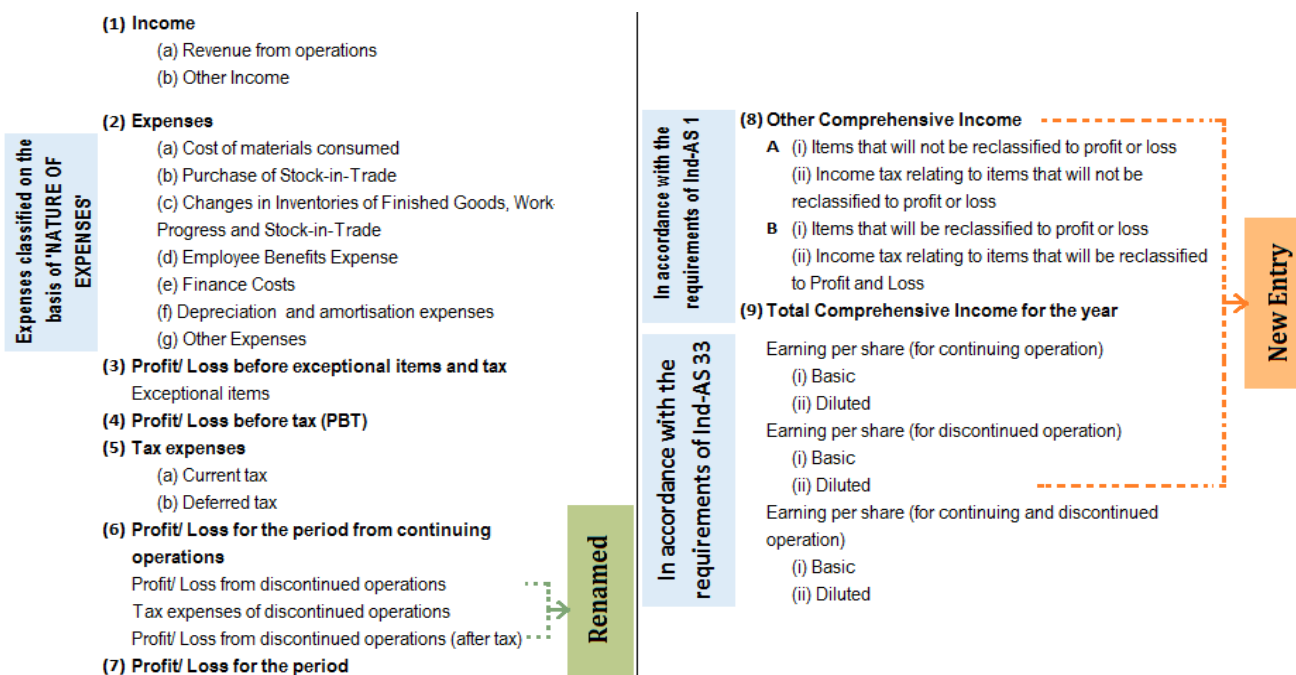 (1) Income
(a) Revenue from operations
(b) Other Income
Expenses classified on the
basis of 'NATURE OF
EXPENSES'
(2) Expenses
(a) Cost of materials consumed
(b) Purchase of Stock-in-Trade
(c) Changes in Inventories of Finished Goods, Work-
Progress and Stock-in-Trade
(d) Employee Benefits Expense
(e) Finance Costs
(f) Depreciation and amortisation expenses
(g) Other Expenses
(3) Profit/ Loss before exceptional items and tax
Exceptional items
(4) Profit/ Loss before tax (PBT)
(5) Tax expenses
(a) Current tax
(b) Deferred tax
(6) Profit/ Loss for the period from continuing
operations
Profit/ Loss from discontinued operations
Tax expenses of discontinued operations
Profit/ Loss from discontinued operations (after tax)
Renamed
(7) Profit/ Loss for the period
In accordance with the
requirements of Ind-AS 1
(8) Other Comprehensive Income
A (i) Items that will not be reclassified to profit or loss
(ii) Income tax relating to items that will not be
reclassified to profit or loss
B (i) Items that will be reclassified to profit or loss
(ii) Income tax relating to items that will be reclassified
to Profit and Loss
(9) Total Comprehensive Income for the year
In accordance with the
requirements of Ind-AS 33
Earning per share (for continuing operation)
(i) Basic
(ii) Diluted
Earning per share (for discontinued operation)
(i) Basic
(ii) Diluted
Earning per share (for continuing and discontinued
operation)
(i) Basic
(ii) Diluted
New Entry